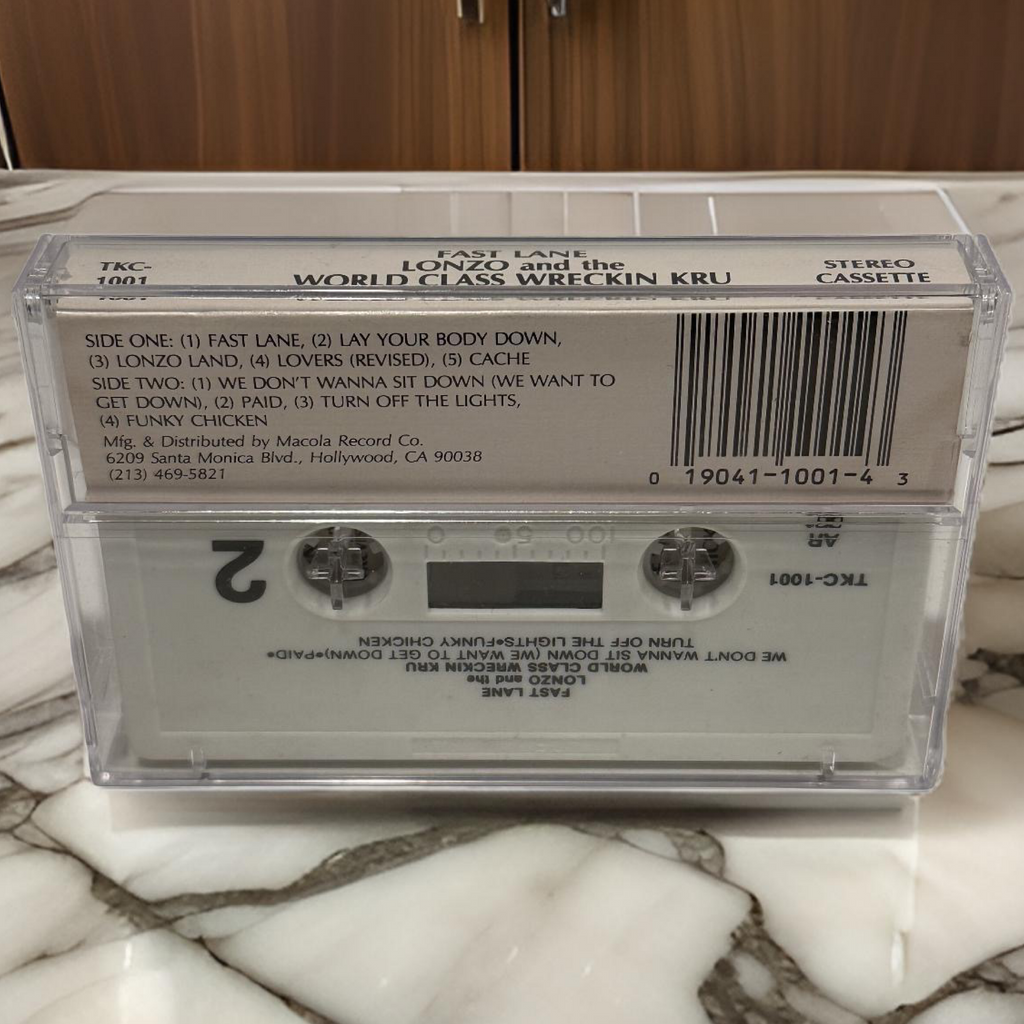 FAST LANE
LONZO and the
WORLD CLASS WRECKIN KRU
TKC-
1001
STEREO
CASSETTE
SIDE ONE: (1) FAST LANE, (2) LAY YOUR BODY DOWN,
(3) LONZO LAND, (4) LOVERS (REVISED), (5) CACHE
SIDE TWO: (1) WE DON'T WANNA SIT DOWN (WE WANT TO
GET DOWN), (2) PAID, (3) TURN OFF THE LIGHTS,
(4) FUNKY CHICKEN
Mfg. & Distributed by Macola Record Co.
6209 Santa Monica Blvd., Hollywood, CA 90038
(213) 469-5821
0 19041-1001-4 3
FAST LANE
LONZO and the
WORLD CLASS WRECKIN KRU
WE DON'T WANNA SIT DOWN (WE WANT TO GET DOWN)•PAID•
TURN OFF THE LIGHTS•FUNKY CHICKEN
TKC-1001
2
100 50 0